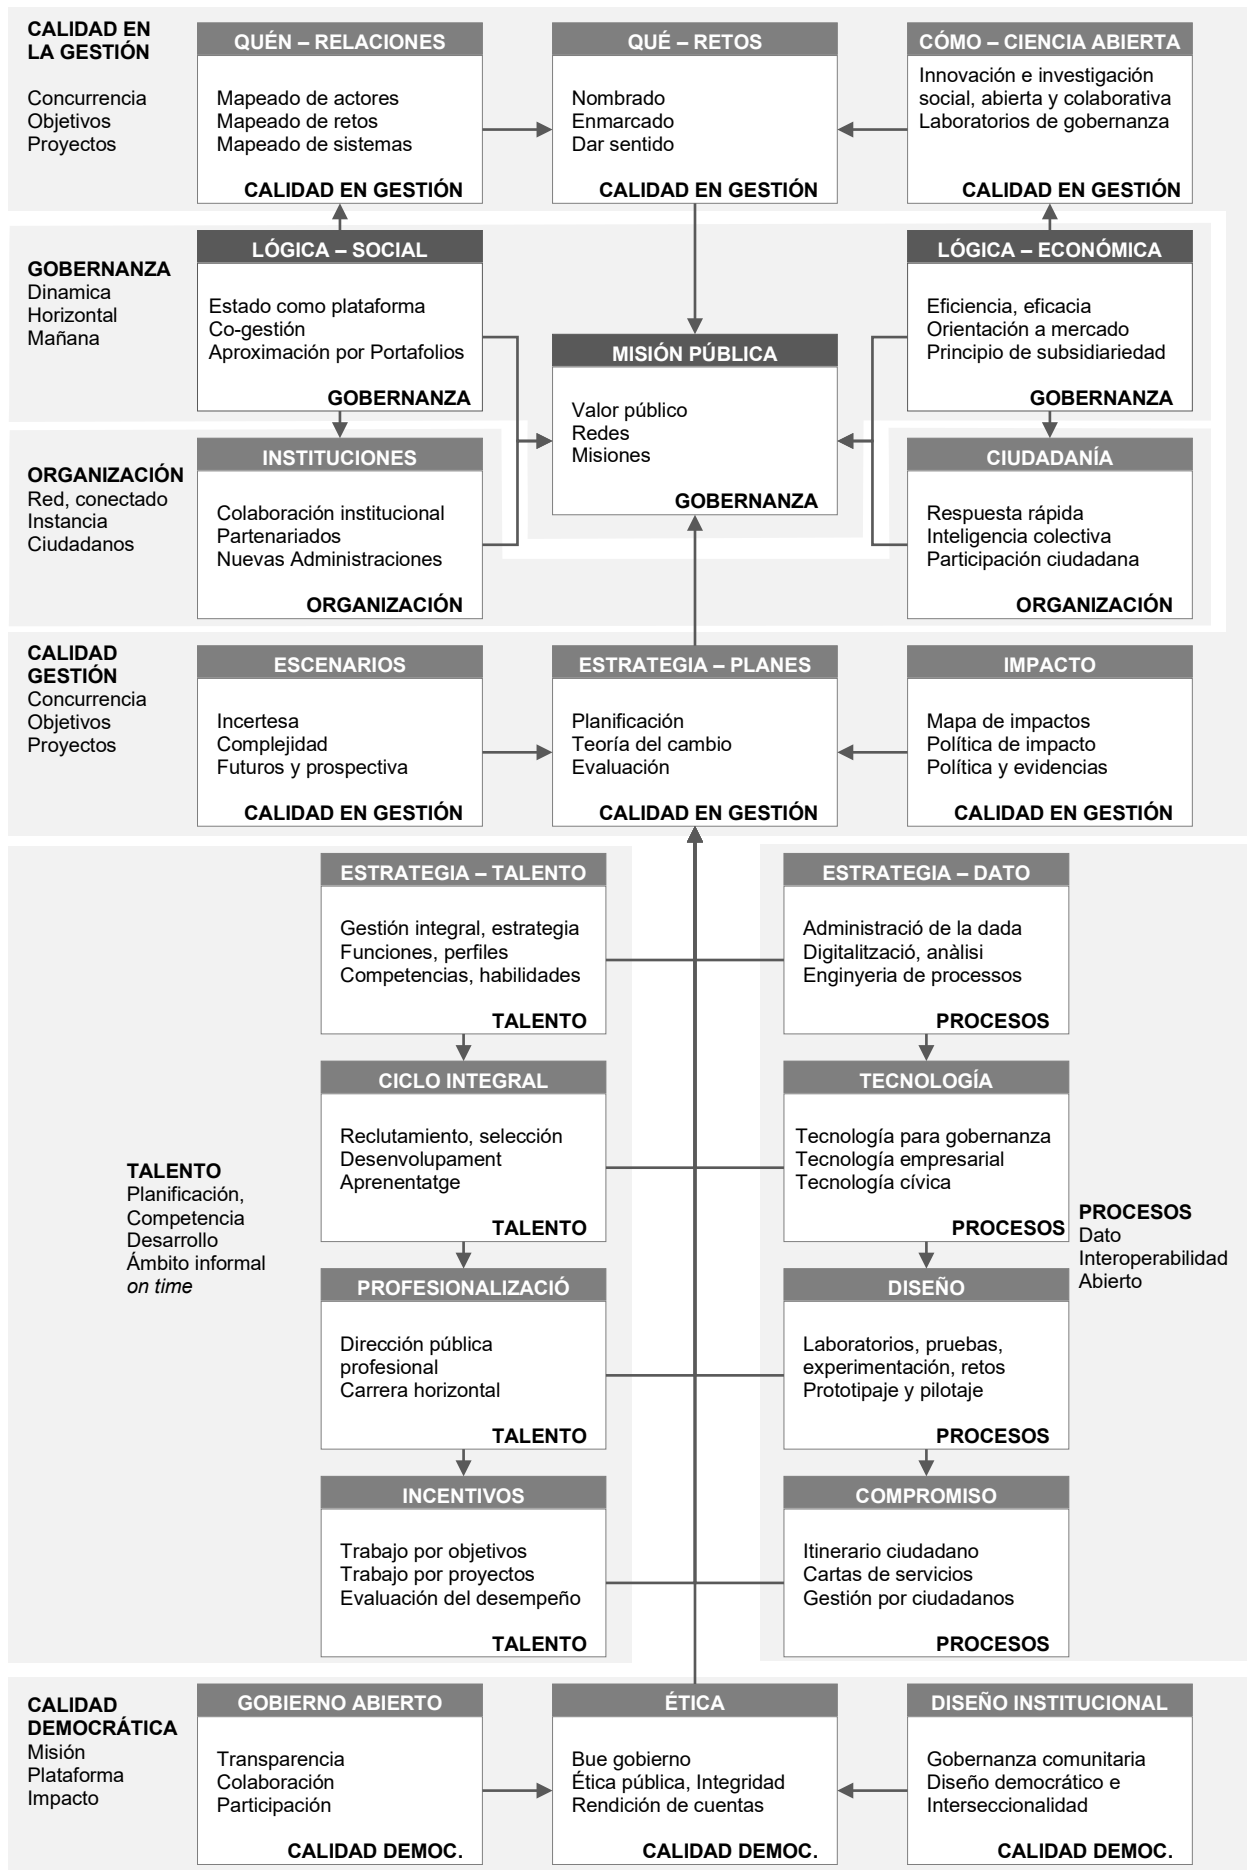 CALIDAD EN
LA GESTIÓN
Concurrencia
Objetivos
Proyectos
QUÉN – RELACIONES
Mapeado de actores
Mapeado de retos
Mapeado de sistemas
CALIDAD EN GESTIÓN
QUÉ – RETOS
Nombrado
Enmarcado
Dar sentido
CALIDAD EN GESTIÓN
CÓMO – CIENCIA ABIERTA
Innovación e investigación
social, abierta y colaborativa
Laboratorios de gobernanza
CALIDAD EN GESTIÓN
GOBERNANZA
Dinamica
Horizontal
Mañana
LÓGICA – SOCIAL
Estado como plataforma
Co-gestión
Aproximación por Portafolios
GOBERNANZA
MISIÓN PÚBLICA
Valor público
Redes
Misiones
GOBERNANZA
LÓGICA – ECONÓMICA
Eficiencia, eficacia
Orientación a mercado
Principio de subsidiariedad
GOBERNANZA
ORGANIZACIÓN
Red, conectado
Instancia
Ciudadanos
INSTITUCIONES
Colaboración institucional
Partenariados
Nuevas Administraciones
ORGANIZACIÓN
CIUDADANÍA
Respuesta rápida
Inteligencia colectiva
Participación ciudadana
ORGANIZACIÓN
CALIDAD
GESTIÓN
Concurrencia
Objetivos
Proyectos
ESCENARIOS
Incertesa
Complejidad
Futuros y prospectiva
CALIDAD EN GESTIÓN
ESTRATEGIA – PLANES
Planificación
Teoría del cambio
Evaluación
CALIDAD EN GESTIÓN
IMPACTO
Mapa de impactos
Política de impacto
Política y evidencias
CALIDAD EN GESTIÓN
TALENTO
Planificación,
Competencia
Desarrollo
Ámbito informal
on time
ESTRATEGIA – TALENTO
Gestión integral, estrategia
Funciones, perfiles
Competencias, habilidades
TALENTO
CICLO INTEGRAL
Reclutamiento, selección
Desenvolupament
Aprenentatge
TALENTO
PROFESIONALIZACIÓ
Dirección pública
profesional
Carrera horizontal
TALENTO
INCENTIVOS
Trabajo por objetivos
Trabajo por proyectos
Evaluación del desempeño
TALENTO
ESTRATEGIA – DATO
Administració de la dada
Digitalització, anàlisi
Enginyeria de processos
PROCESOS
TECNOLOGÍA
Tecnología para gobernanza
Tecnología empresarial
Tecnología cívica
PROCESOS
DISEÑO
Laboratorios, pruebas,
experimentación, retos
Prototipaje y pilotaje
PROCESOS
COMPROMISO
Itinerario ciudadano
Cartas de servicios
Gestión por ciudadanos
PROCESOS
PROCESOS
Dato
Interoperabilidad
Abierto
CALIDAD
DEMOCRÁTICA
Misión
Plataforma
Impacto
GOBIERNO ABIERTO
Transparencia
Colaboración
Participación
CALIDAD DEMOC.
ÉTICA
Bue gobierno
Ética pública, Integridad
Rendición de cuentas
CALIDAD DEMOC.
DISEÑO INSTITUCIONAL
Gobernanza comunitaria
Diseño democrático e
Interseccionalidad
CALIDAD DEMOC.